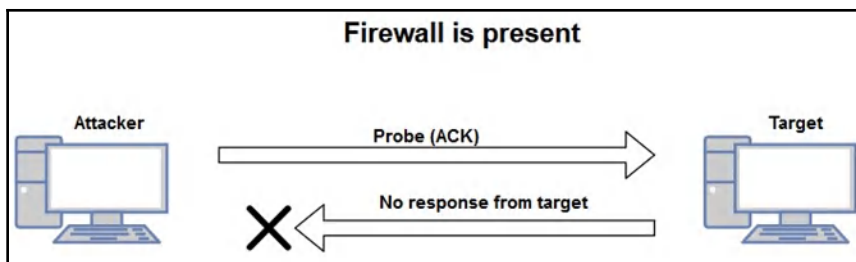 Firewall is present
Attacker
Probe (ACK)
Target
No response from target